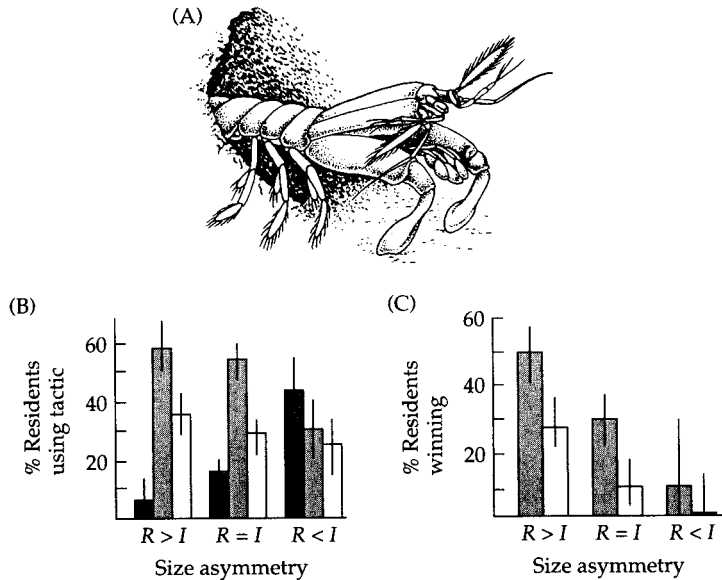 (A)
(B)
60
40
20
% Residents
using tactic
R > I
R = I
R < I
Size asymmetry
(C)
60
40
20
% Residents
winning
R > I
R = I
R < I
Size asymmetry